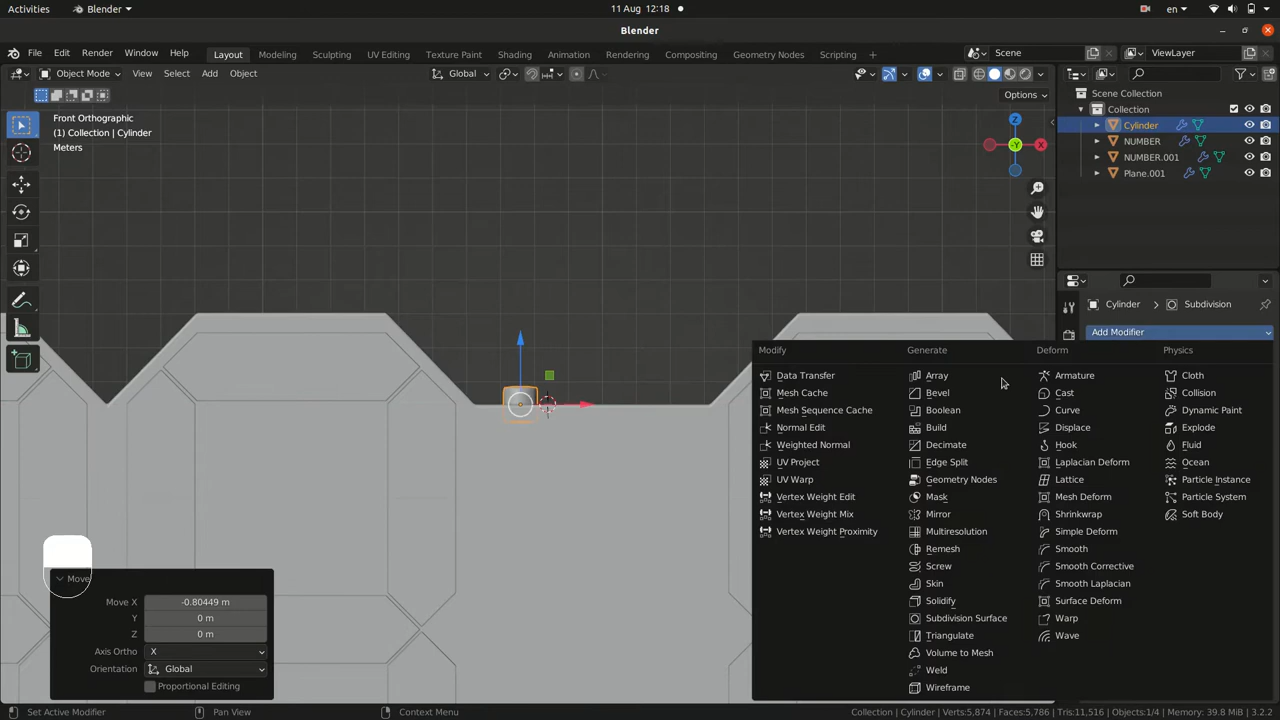 Activities
Blender
11 Aug 12:18
en
Blender
File Edit Render Window Help
Layout Modeling Sculpting UV Editing Texture Paint Shading Animation Rendering Compositing Geometry Nodes Scripting +
Scene
ViewLayer
Object Mode View Select Add Object
Global
Options
Front Orthographic
(1) Collection | Cylinder
Meters
Z
-Y
X
Scene Collection
Collection
Cylinder
NUMBER
NUMBER.001
Plane.001
Cylinder > Subdivision
Add Modifier
Modify
Data Transfer
Mesh Cache
Mesh Sequence Cache
Normal Edit
Weighted Normal
UV Project
UV Warp
Vertex Weight Edit
Vertex Weight Mix
Vertex Weight Proximity
Generate
Array
Bevel
Boolean
Build
Decimate
Edge Split
Geometry Nodes
Mask
Mirror
Multiresolution
Remesh
Screw
Skin
Solidify
Subdivision Surface
Triangulate
Volume to Mesh
Weld
Wireframe
Deform
Armature
Cast
Curve
Displace
Hook
Laplacian Deform
Lattice
Mesh Deform
Shrinkwrap
Simple Deform
Smooth
Smooth Corrective
Smooth Laplacian
Surface Deform
Warp
Wave
Physics
Cloth
Collision
Dynamic Paint
Explode
Fluid
Ocean
Particle Instance
Particle System
Soft Body
Move
Move X -0.80449 m
Y 0 m
Z 0 m
Axis Ortho X
Orientation Global
Proportional Editing
Set Active Modifier
Pan View
Context Menu
Collection | Cylinder | Verts:5,874 | Faces:5,786 | Tris:11,516 | Objects:1/4 | Memory: 39.8 MiB | 3.2.2